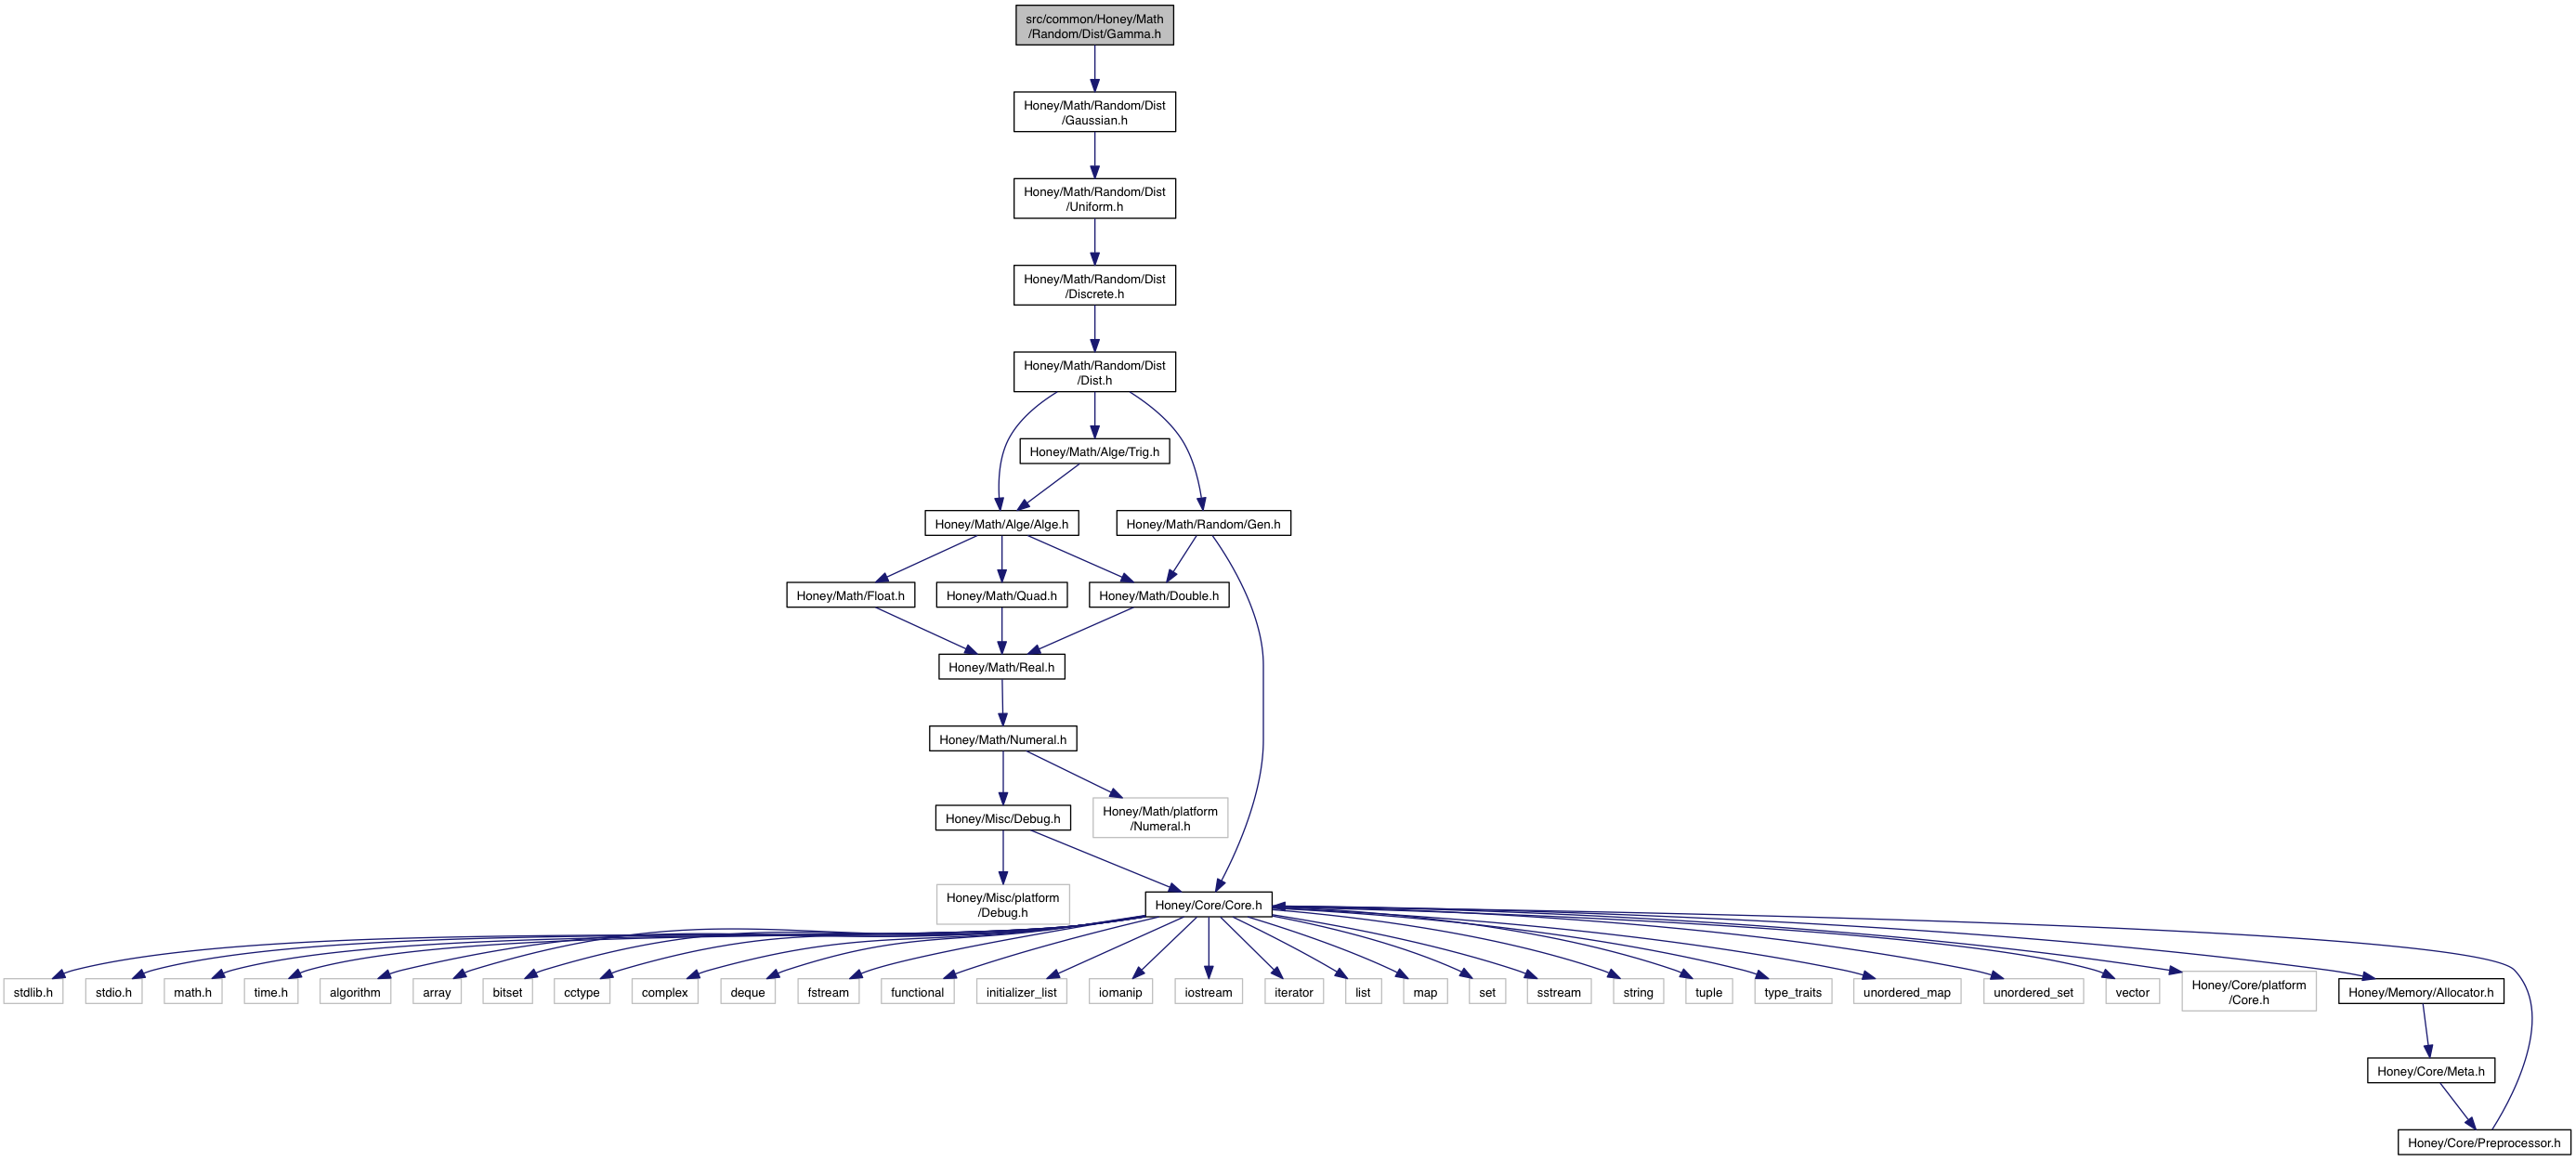 src/common/Honey/Math
/Random/Dist/Gamma.h
Honey/Math/Random/Dist
/Gaussian.h
Honey/Math/Random/Dist
/Uniform.h
Honey/Math/Random/Dist
/Discrete.h
Honey/Math/Random/Dist
/Dist.h
Honey/Math/Alge/Trig.h
Honey/Math/Alge/Alge.h
Honey/Math/Random/Gen.h
Honey/Math/Float.h
Honey/Math/Quad.h
Honey/Math/Double.h
Honey/Math/Real.h
Honey/Math/Numeral.h
Honey/Misc/Debug.h
Honey/Math/platform
/Numeral.h
Honey/Misc/platform
/Debug.h
Honey/Core/Core.h
stdlib.h
stdio.h
math.h
time.h
algorithm
array
bitset
cctype
complex
deque
fstream
functional
initializer_list
iomanip
iostream
iterator
list
map
set
sstream
string
tuple
type_traits
unordered_map
unordered_set
vector
Honey/Core/platform
/Core.h
Honey/Memory/Allocator.h
Honey/Core/Meta.h
Honey/Core/Preprocessor.h